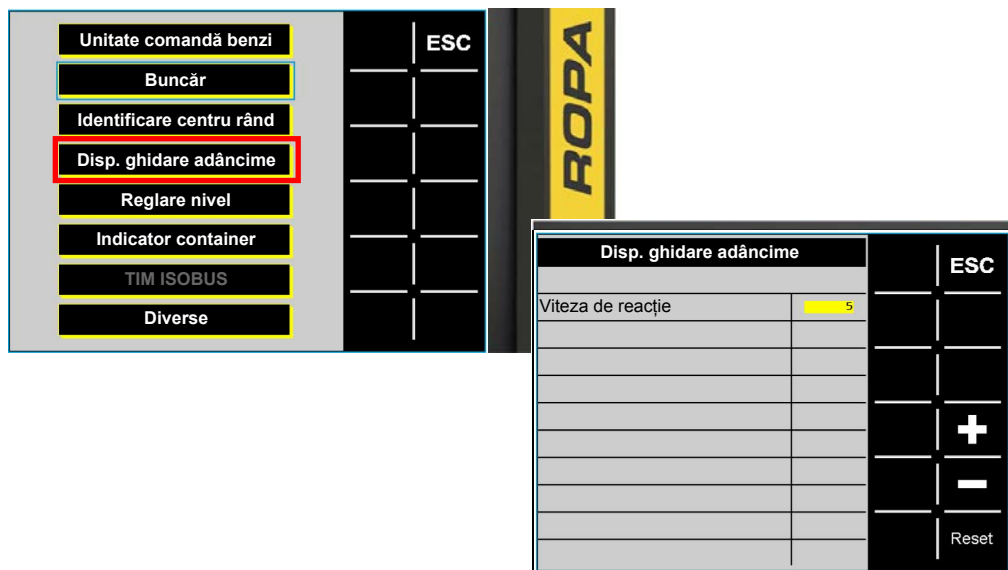 Unitate comandă benzi
ESC
Buncăr
Identificare centru rând
Disp. ghidare adâncime
Reglare nivel
Indicator container
TIM ISOBUS
Diverse
ROPA
Disp. ghidare adâncime
ESC
Viteza de reacție
5
Reset